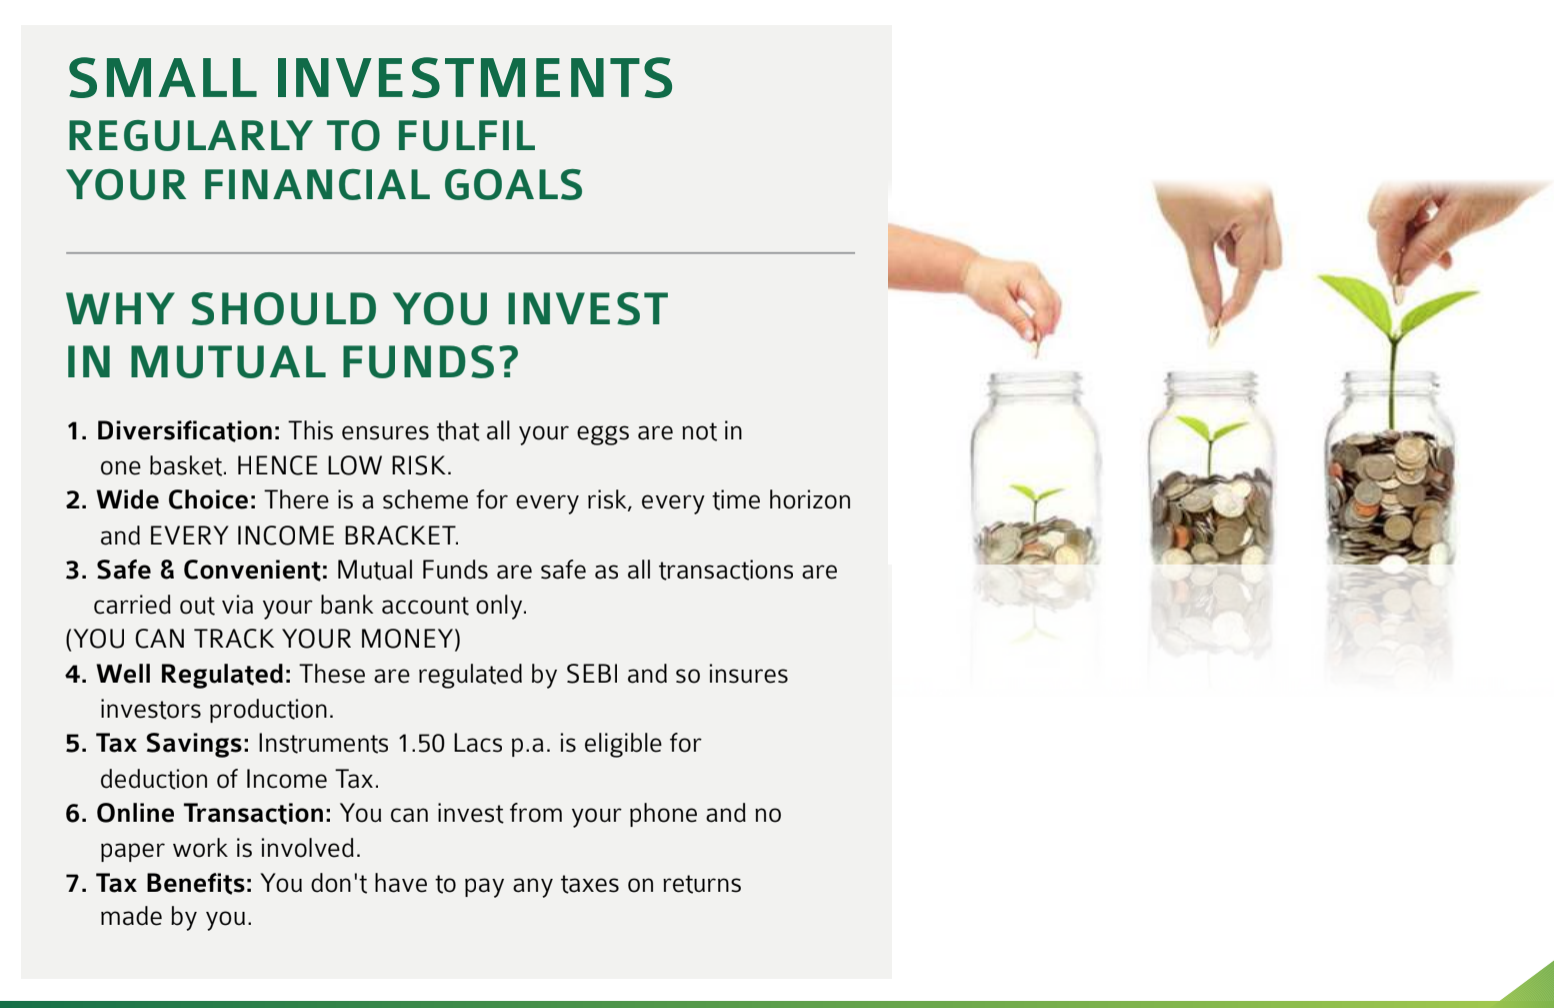 SMALL INVESTMENTS
REGULARLY TO FULFIL
YOUR FINANCIAL GOALS
WHY SHOULD YOU INVEST
IN MUTUAL FUNDS?
1. Diversification: This ensures that all your eggs are not in
one basket. HENCE LOW RISK.
2. Wide Choice: There is a scheme for every risk, every time horizon
and EVERY INCOME BRACKET.
3. Safe & Convenient: Mutual Funds are safe as all transactions are
carried out via your bank account only.
(YOU CAN TRACK YOUR MONEY)
4. Well Regulated: These are regulated by SEBI and so insures
investors production.
5. Tax Savings: Instruments 1.50 Lacs p.a. is eligible for
deduction of Income Tax.
6. Online Transaction: You can invest from your phone and no
paper work is involved.
7. Tax Benefits: You don't have to pay any taxes on returns
made by you.